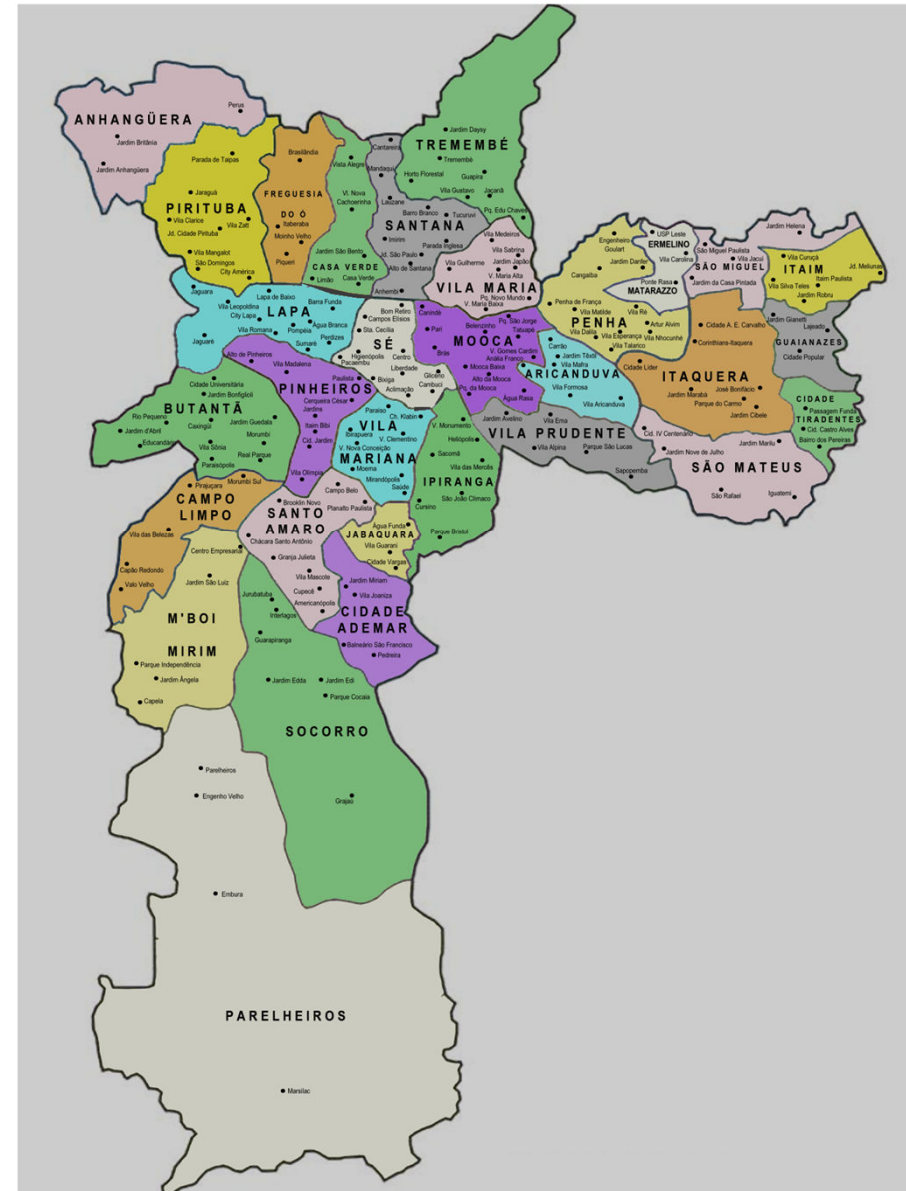 ANHANGÜERA
Perus
Jardim Britânia
Jardim Anhangüera
PIRITUBA
Parada de Taipas
Jaraguá
Vila Clarice
Vila Zatt
Jd. Cidade Pirituba
Vila Mangalot
São Domingos
City América
FREGUESIA
DO Ó
Brasilândia
Itaberaba
Moinho Velho
Piqueri
CASA VERDE
Vista Alegre
Vl. Nova
Cachoerinha
Jardim São Bento
Limão
Casa Verde
SANTANA
Cantareira
Mandaqui
Lauzane
Barro Branco
Tucuruvi
Imirim
Parada Inglesa
Jd. São Paulo
Alto de Santana
Anhembi
TREMEMBÉ
Jardim Daysy
Tremembé
Horto Florestal
Guapira
Vila Gustavo
Jaçanã
Pq. Edu Chaves
VILA MARIA
Vila Medeiros
Vila Sabrina
Vila Guilherme
Jardim Japão
V. Maria Alta
Pq. Novo Mundo
V. Maria Baixa
PENHA
Engenheiro
Goulart
Cangaíba
Jardim Danfer
Penha de França
Vila Matilde
Vila Ré
Vila Dalila
Vila Esperança
Artur Alvim
Vila Nhocunhé
Vila Talarico
ERMELINO
MATARAZZO
USP Leste
Vila Carolina
Ponte Rasa
SÃO MIGUEL
Jardim Helena
São Miguel Paulista
Vila Jacuí
Jardim da Casa Pintada
ITAIM
Vila Curuçá
Jd. Meliunas
Itaim Paulista
Vila Silva Teles
Jardim Robru
GUAIANAZES
Jardim Gianetti
Lajeado
Cidade Popular
ITAQUERA
Cidade A. E. Carvalho
Corinthians-Itaquera
Cidade Lider
José Bonifácio
Jardim Marabá
Parque do Carmo
Jardim Cibele
CIDADE
TIRADENTES
Passagem Funda
Cid. Castro Alves
Bairro dos Pereiras
SÃO MATEUS
Cid. IV Centenário
Jardim Marilu
Jardim Nove de Julho
São Rafael
Iguatemi
LAPA
Jaguara
Lapa de Baixo
Vila Leopoldina
Barra Funda
City Lapa
Água Branca
Pompéia
Vila Romana
Perdizes
Jaguaré
Sumaré
SÉ
Bom Retiro
Campos Elísios
Sta. Cecília
Higienópolis
Centro
Pacaembu
Liberdade
Bixiga
Glicério
Cambuci
Aclimação
MOÓCA
Canindé
Pari
Brás
Belenzinho
Pq. São Jorge
Tatuapé
V. Gomes Cardin
Anália Franco
Mooca Baixa
Alto da Mooca
Pq. da Mooca
Água Rasa
ARICANDUVA
Carrão
Jardim Têxtil
Vila Mafra
Vila Formosa
Vila Aricanduva
VILA PRUDENTE
Jardim Avelino
Vila Ema
Vila Alpina
Parque São Lucas
Sapopemba
BUTANTÃ
Cidade Universitária
Jardim Bonfiglioli
Rio Pequeno
Caxingüí
Jardim Guedala
Jardim d'Abril
Morumbi
Educandário
Vila Sônia
Real Parque
Paraisópolis
PINHEIROS
Alto de Pinheiros
Vila Madalena
Paulista
Cerqueira César
Jardins
Itaim Bibi
Cid. Jardim
Vila Olímpia
VILA
MARIANA
Paraíso
Ch. Klabin
Ibirapuera
V. Clementino
V. Nova Conceição
Moema
Mirandópolis
Saúde
IPIRANGA
V. Monumento
Heliópolis
Sacomã
Vila das Merciis
São João Clímaco
Cursino
Parque Bristol
CAMPO
LIMPO
Pirajuçara
Morumbi Sul
Vila das Belezas
Capão Redondo
Valo Velho
SANTO
AMARO
Campo Belo
Brooklin Novo
Planalto Paulista
Chácara Santo Antônio
Granja Julieta
Vila Mascote
Cupecê
Americanópolis
JABAQUARA
Água Funda
Vila Guarani
Cidade Vargas
CIDADE
ADEMAR
Jardim Miriam
Vila Joaniza
Balneário São Francisco
Pedreira
M'BOI
MIRIM
Centro Empresarial
Jardim São Luiz
Parque Independência
Jardim Ângela
Capela
SOCORRO
Jurubatuba
Interlagos
Guarapiranga
Jardim Edda
Jardim Edi
Parque Cocaia
Grajaú
PARELHEIROS
Parelheiros
Engenho Velho
Embura
Marsilac